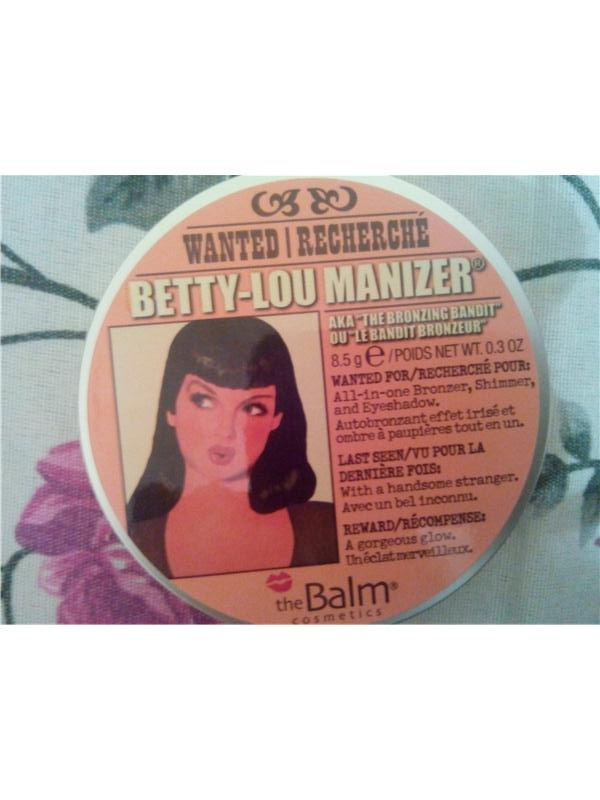 WANTED | RECHERCHÉ
BETTY-LOU MANIZER®
AKA "THE BRONZING BANDIT"
OU "LE BANDIT BRONZEUR"
8.5 g e / POIDS NET WT. 0.3 OZ
WANTED FOR/RECHERCHÉ POUR:
All-in-one Bronzer, Shimmer,
and Eyeshadow.
Autobronzant, effet irisé et
ombre à paupières tout en un.
LAST SEEN/VU POUR LA
DERNIÈRE FOIS:
With a handsome stranger.
Avec un bel inconnu.
REWARD/RÉCOMPENSE:
A gorgeous glow.
Un éclat merveilleux.
theBalm®
cosmetics